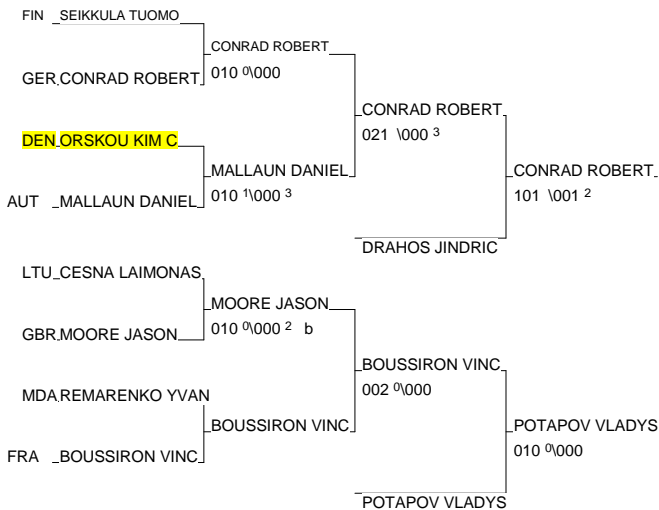 FIN SEIKKULA TUOMO
CONRAD ROBERT
010 0\000
GER CONRAD ROBERT
CONRAD ROBERT
021 \000 3
DEN ORSKOU KIM C
MALLAUN DANIEL
010 1\000 3
CONRAD ROBERT
101 \001 2
AUT MALLAUN DANIEL
DRAHOS JINDRIC
LTU CESNA LAIMONAS
MOORE JASON
010 0\000 2 b
GBR MOORE JASON
BOUSSIRON VINC
002 0\000
MDA REMARENKO YVAN
BOUSSIRON VINC
POTAPOV VLADYS
010 0\000
FRA BOUSSIRON VINC
POTAPOV VLADYS